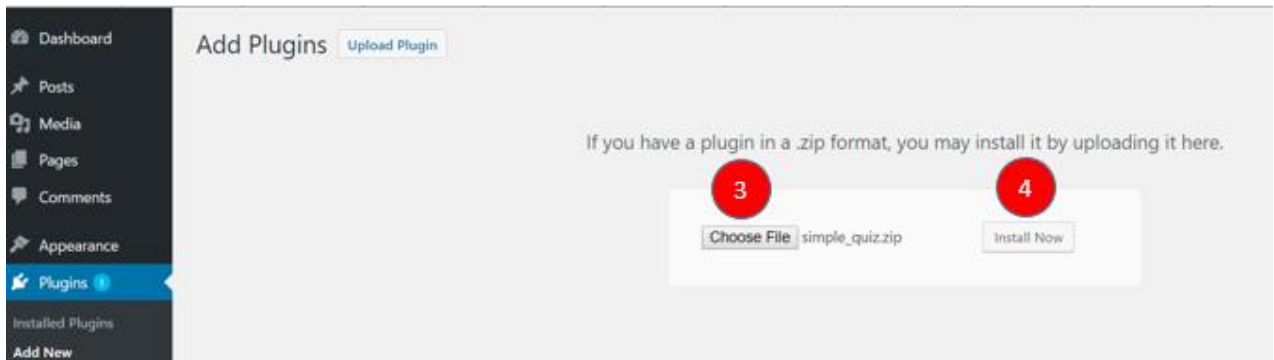 Dashboard
Add Plugins Upload Plugin
Posts
Media
Pages
Comments
Appearance
Plugins 1
Installed Plugins
Add New
If you have a plugin in a .zip format, you may install it by uploading it here.
3 4
Choose File simple_quiz.zip Install Now